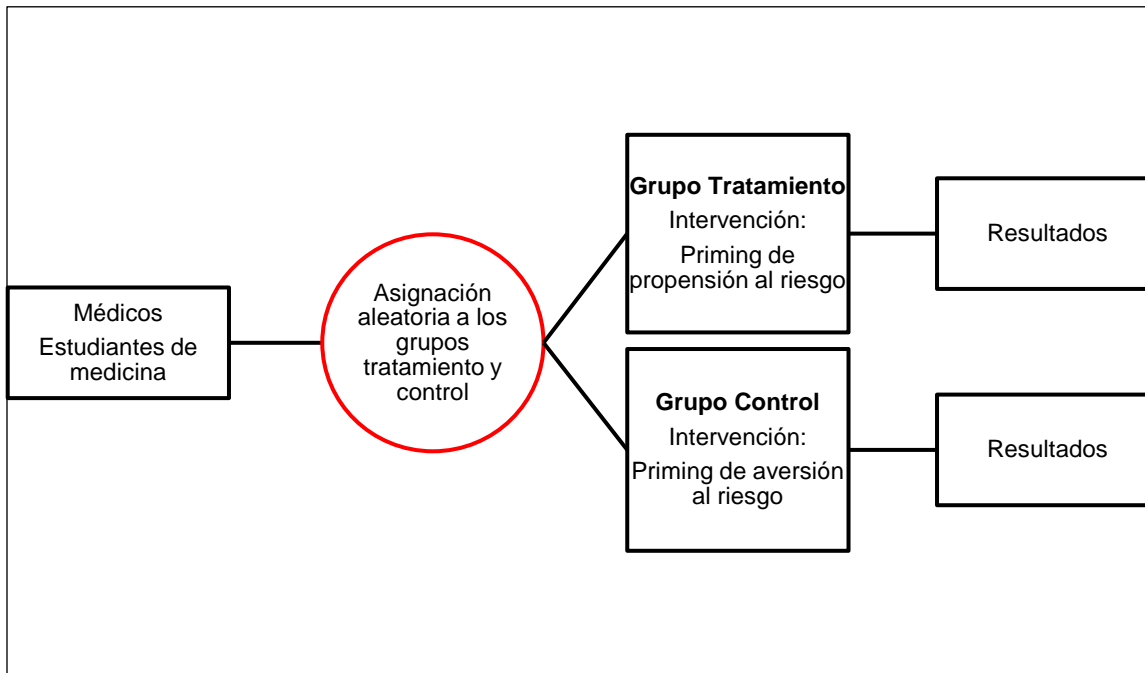 Médicos
Estudiantes de
medicina
Asignación
aleatoria a los
grupos
tratamiento y
control
Grupo Tratamiento
Intervención:
Priming de
propensión al riesgo
Resultados
Grupo Control
Intervención:
Priming de aversión
al riesgo
Resultados